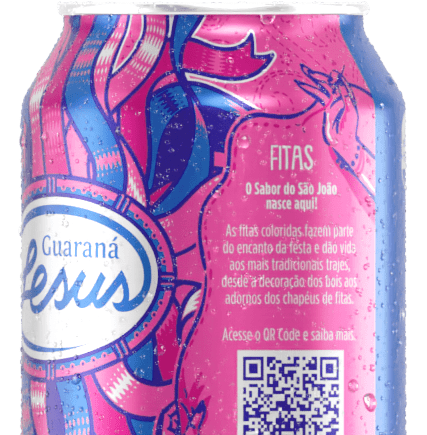 Guaraná
Jesus
FITAS
O Sabor do São João
nasce aqui!
As fitas coloridas fazem parte
do encanto da festa e dão vida
aos mais tradicionais trajes,
desde a decoração dos bois aos
adornos dos chapéus de fitas.
Acesse o QR Code e saiba mais.